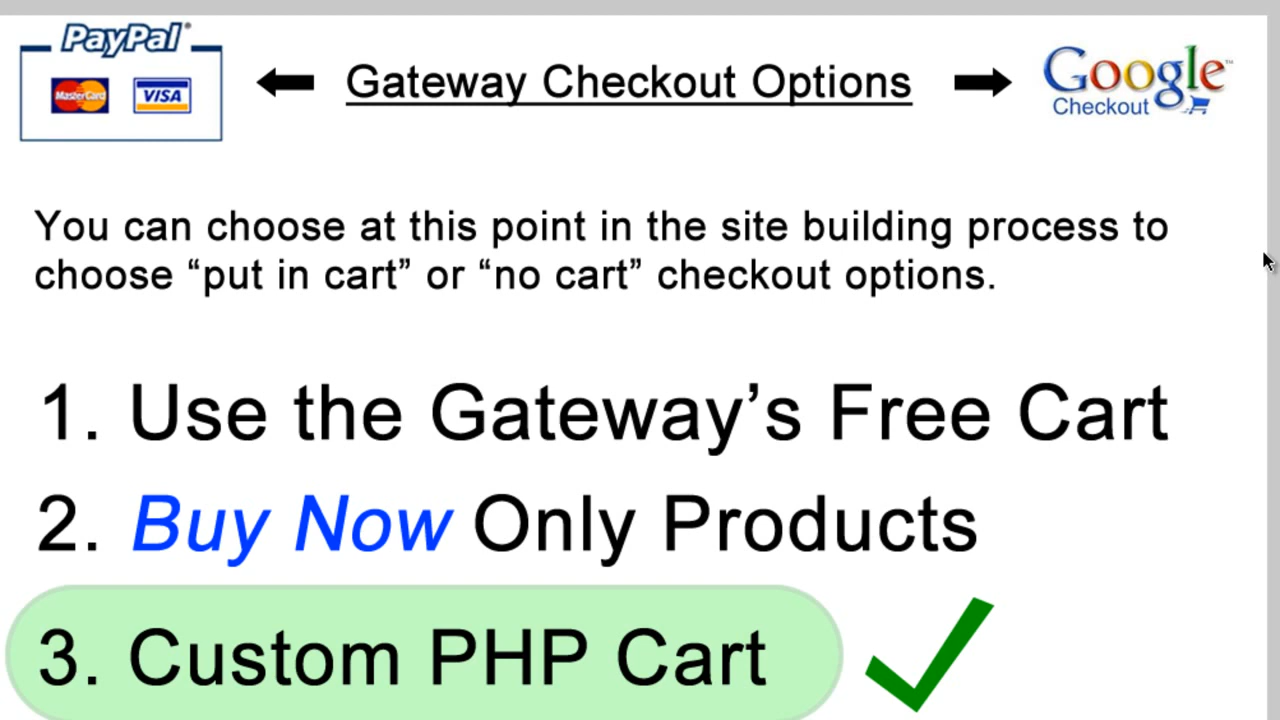 PayPal®
MasterCard VISA
Gateway Checkout Options
Google™
Checkout
You can choose at this point in the site building process to
choose “put in cart” or “no cart” checkout options.
1. Use the Gateway’s Free Cart
2. Buy Now Only Products
3. Custom PHP Cart